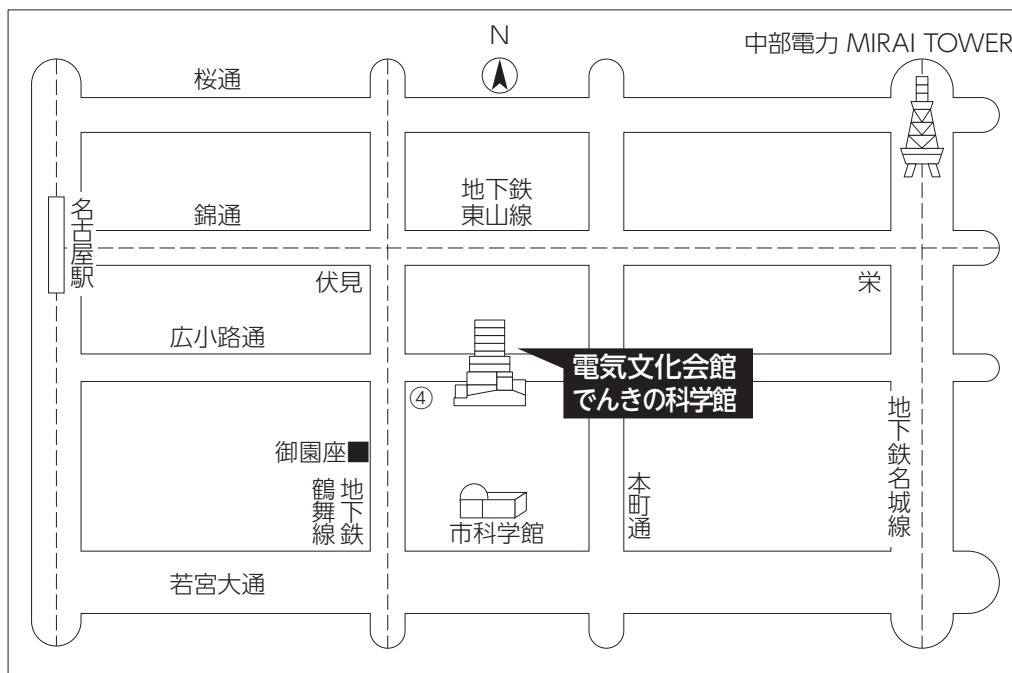 N
中部電力 MIRAI TOWER
桜通
地下鉄
東山線
錦通
名古屋駅
伏見
栄
広小路通
電気文化会館
でんきの科学館
④
御園座
地下鉄
鶴舞線
市科学館
本町通
地下鉄名城線
若宮大通